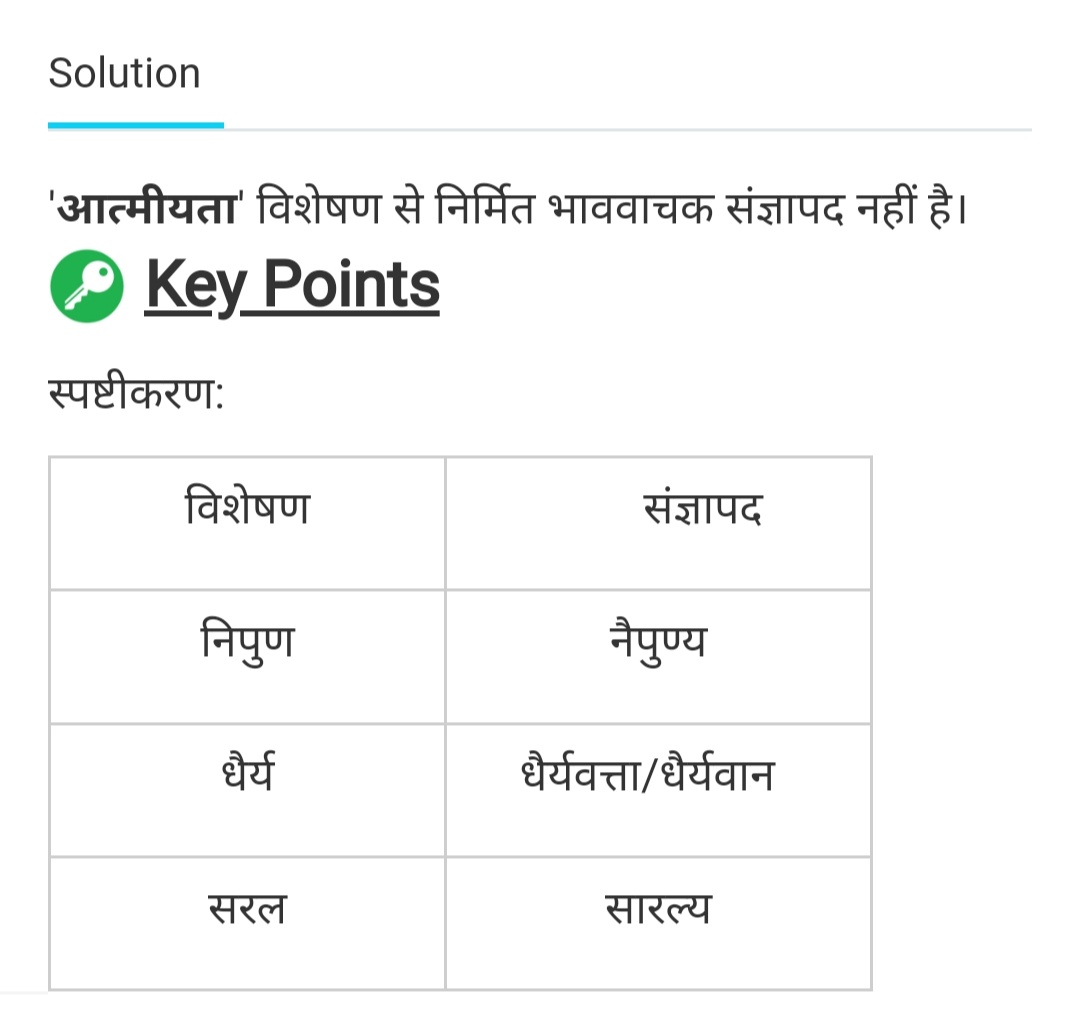 Solution
'आत्मीयता' विशेषण से निर्मित भाववाचक संज्ञापद नहीं है।
Key Points
स्पष्टीकरण:
विशेषण संज्ञापद
निपुण नैपुण्य
धैर्य धैर्यवत्ता/धैर्यवान
सरल सारल्य